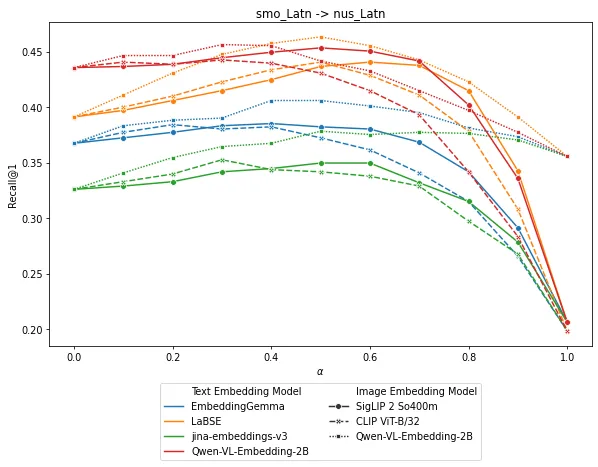 smo_Latn -> nus_Latn
Recall@1
0.45
0.40
0.35
0.30
0.25
0.20
0.0 0.2 0.4 0.6 0.8 1.0
α
Text Embedding Model Image Embedding Model
EmbeddingGemma SigLIP 2 So400m
LaBSE CLIP ViT-B/32
jina-embeddings-v3 Qwen-VL-Embedding-2B
Qwen-VL-Embedding-2B